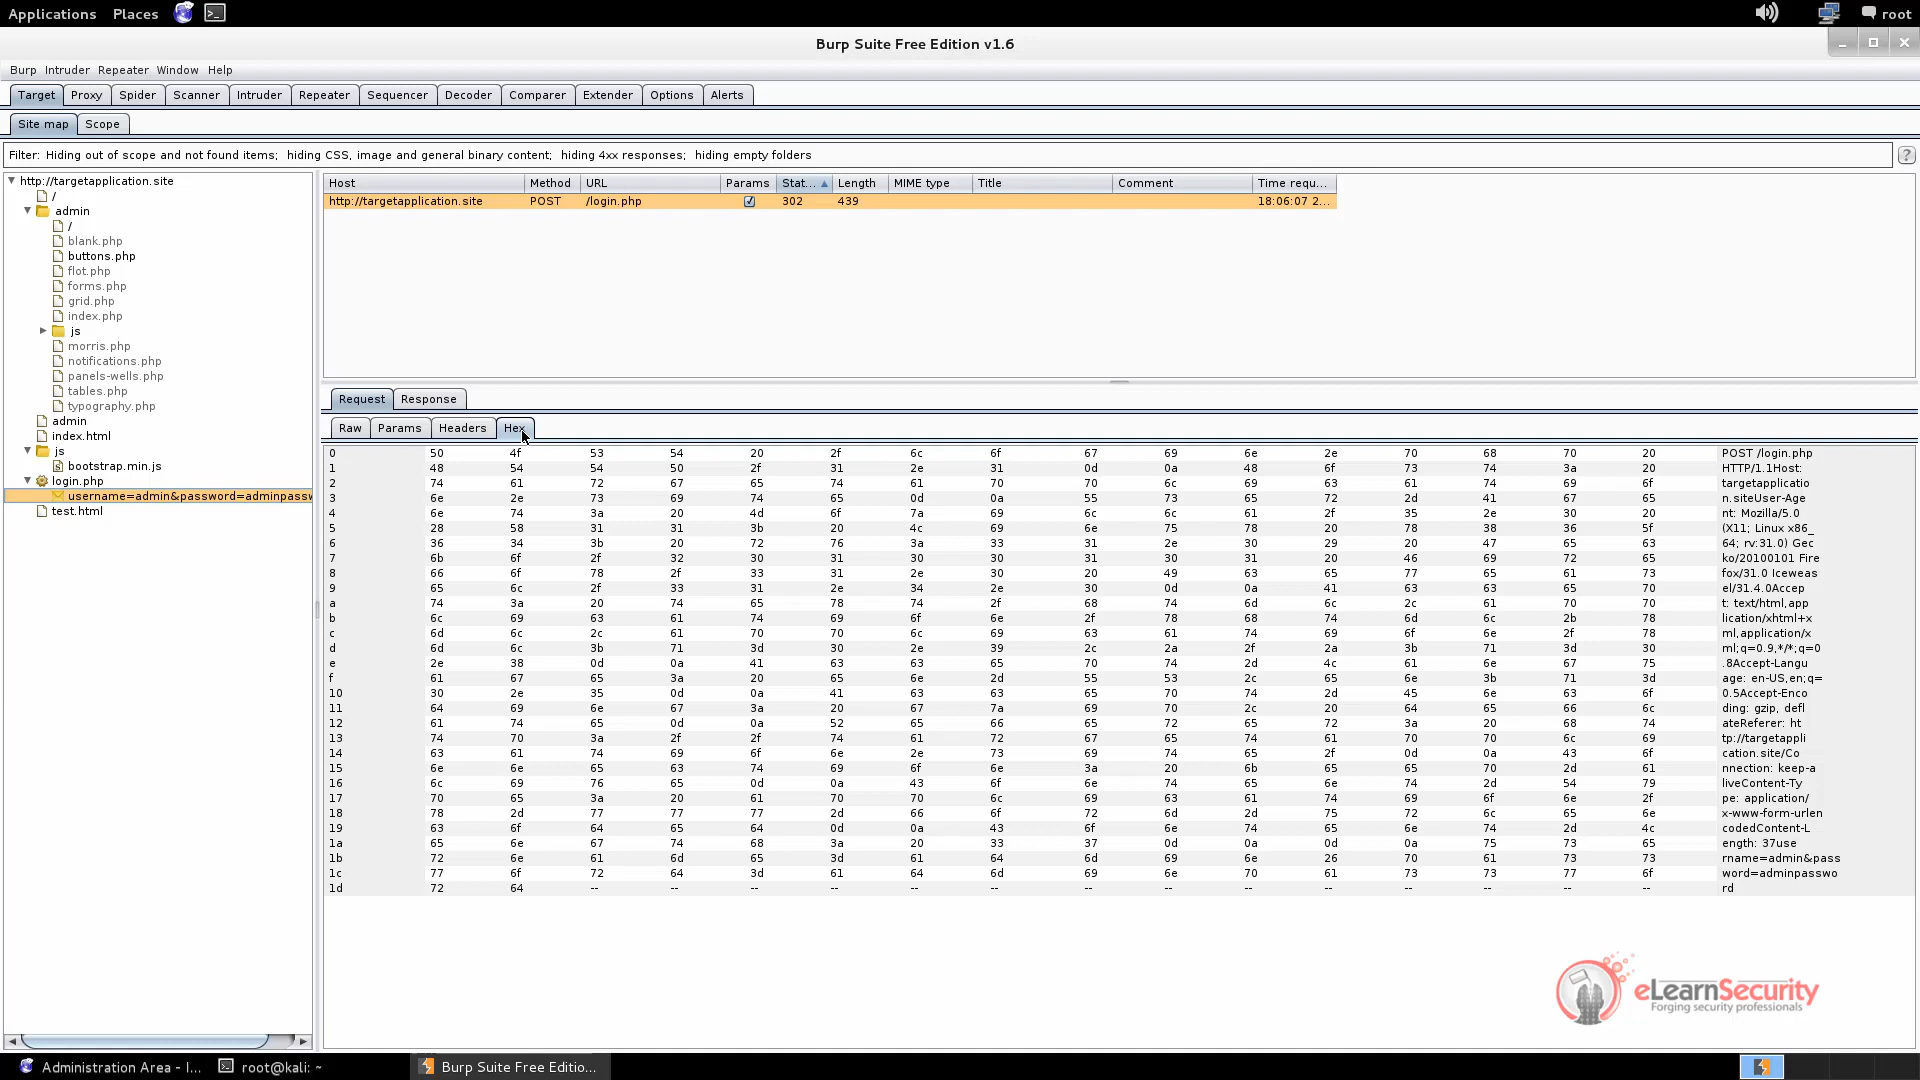 Applications Places root
Burp Suite Free Edition v1.6
Burp Intruder Repeater Window Help
Target Proxy Spider Scanner Intruder Repeater Sequencer Decoder Comparer Extender Options Alerts
Site map Scope
Filter: Hiding out of scope and not found items; hiding CSS, image and general binary content; hiding 4xx responses; hiding empty folders ?
http://targetapplication.site
/
admin
/
blank.php
buttons.php
flot.php
forms.php
grid.php
index.php
js
morris.php
notifications.php
panels-wells.php
tables.php
typography.php
admin
index.html
js
bootstrap.min.js
login.php
username=admin&password=adminpassw
test.html
Host Method URL Params Stat... Length MIME type Title Comment Time requ...
http://targetapplication.site POST /login.php 302 439 18:06:07 2...
Request Response
Raw Params Headers Hex
0 50 4f 53 54 20 2f 6c 6f 67 69 6e 2e 70 68 70 20 POST /login.php
1 48 54 54 50 2f 31 2e 31 0d 0a 48 6f 73 74 3a 20 HTTP/1.1Host:
2 74 61 72 67 65 74 61 70 70 6c 69 63 61 74 69 6f targetapplicatio
3 6e 2e 73 69 74 65 0d 0a 55 73 65 72 2d 41 67 65 n.siteUser-Age
4 6e 74 3a 20 4d 6f 7a 69 6c 6c 61 2f 35 2e 30 20 nt: Mozilla/5.0
5 28 58 31 31 3b 20 4c 69 6e 75 78 20 78 38 36 5f (X11; Linux x86_
6 36 34 3b 20 72 76 3a 33 31 2e 30 29 20 47 65 63 64; rv:31.0) Gec
7 6b 6f 2f 32 30 31 30 30 31 30 31 20 46 69 72 65 ko/20100101 Fire
8 66 6f 78 2f 33 31 2e 30 20 49 63 65 77 65 61 73 fox/31.0 Iceweas
9 65 6c 2f 33 31 2e 34 2e 30 0d 0a 41 63 63 65 70 el/31.4.0Accep
a 74 3a 20 74 65 78 74 2f 68 74 6d 6c 2c 61 70 70 t: text/html,app
b 6c 69 63 61 74 69 6f 6e 2f 78 68 74 6d 6c 2b 78 lication/xhtml+x
c 6d 6c 2c 61 70 70 6c 69 63 61 74 69 6f 6e 2f 78 ml,application/x
d 6d 6c 3b 71 3d 30 2e 39 2c 2a 2f 2a 3b 71 3d 30 ml;q=0.9,*/*;q=0
e 2e 38 0d 0a 41 63 63 65 70 74 2d 4c 61 6e 67 75 .8Accept-Langu
f 61 67 65 3a 20 65 6e 2d 55 53 2c 65 6e 3b 71 3d age: en-US,en;q=
10 30 2e 35 0d 0a 41 63 63 65 70 74 2d 45 6e 63 6f 0.5Accept-Enco
11 64 69 6e 67 3a 20 67 7a 69 70 2c 20 64 65 66 6c ding: gzip, defl
12 61 74 65 0d 0a 52 65 66 65 72 65 72 3a 20 68 74 ateReferer: ht
13 74 70 3a 2f 2f 74 61 72 67 65 74 61 70 70 6c 69 tp://targetappli
14 63 61 74 69 6f 6e 2e 73 69 74 65 2f 0d 0a 43 6f cation.site/Co
15 6e 6e 65 63 74 69 6f 6e 3a 20 6b 65 65 70 2d 61 nnection: keep-a
16 6c 69 76 65 0d 0a 43 6f 6e 74 65 6e 74 2d 54 79 liveContent-Ty
17 70 65 3a 20 61 70 70 6c 69 63 61 74 69 6f 6e 2f pe: application/
18 78 2d 77 77 77 2d 66 6f 72 6d 2d 75 72 6c 65 6e x-www-form-urlen
19 63 6f 64 65 64 0d 0a 43 6f 6e 74 65 6e 74 2d 4c codedContent-L
1a 65 6e 67 74 68 3a 20 33 37 0d 0a 0d 0a 75 73 65 ength: 37use
1b 72 6e 61 6d 65 3d 61 64 6d 69 6e 26 70 61 73 73 rname=admin&pass
1c 77 6f 72 64 3d 61 64 6d 69 6e 70 61 73 73 77 6f word=adminpasswo
1d 72 64 -- -- -- -- -- -- -- -- -- -- -- -- -- -- rd
eLearnSecurity
Forging security professionals
Administration Area - I... root@kali: ~ Burp Suite Free Editio...